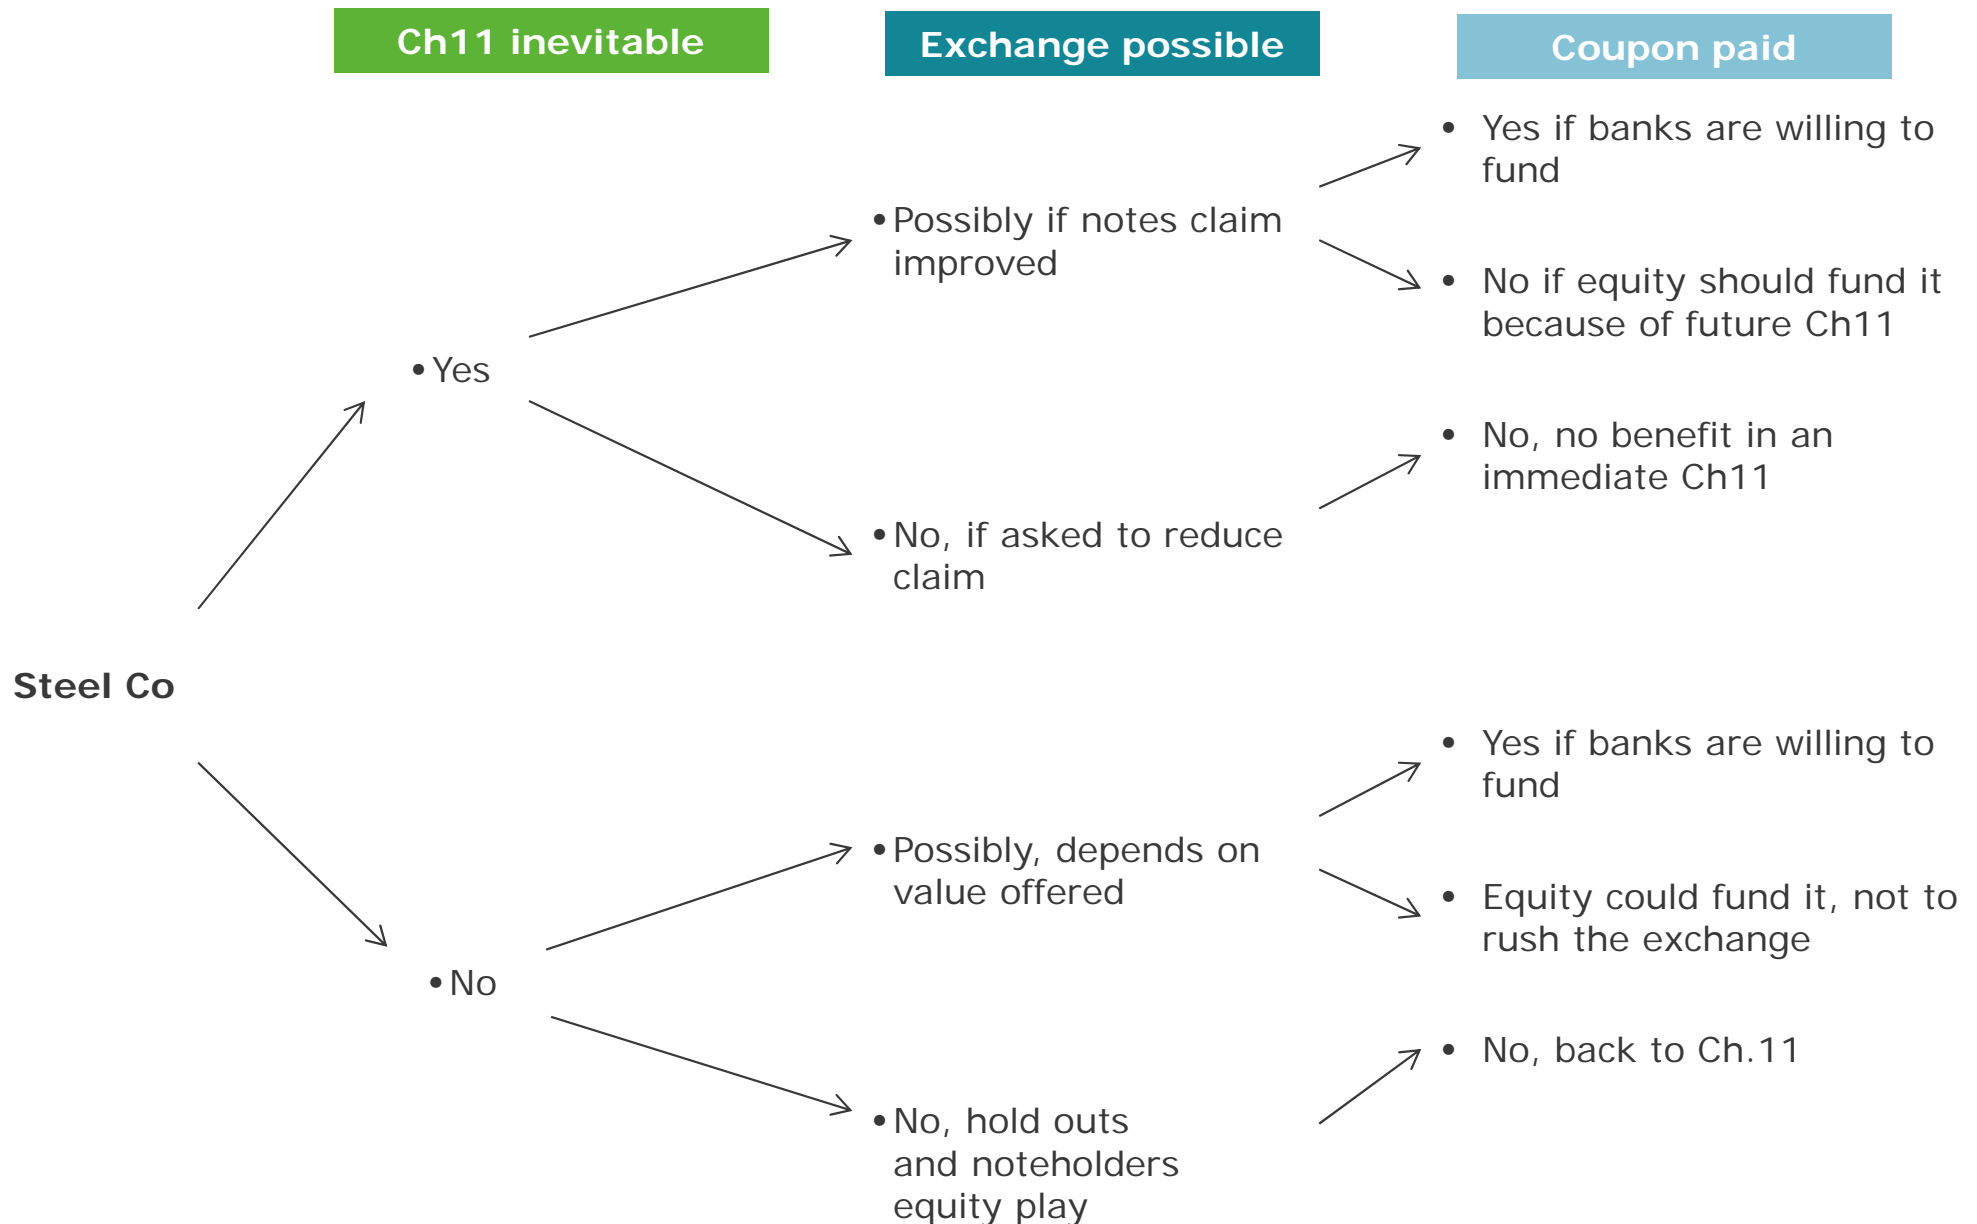 Ch11 inevitable
Exchange possible
Coupon paid
• Yes if banks are willing to
fund
• Possibly if notes claim
improved
• No if equity should fund it
because of future Ch11
• Yes
• No, no benefit in an
immediate Ch11
• No, if asked to reduce
claim
Steel Co
• Yes if banks are willing to
fund
• Possibly, depends on
value offered
• Equity could fund it, not to
rush the exchange
• No
• No, back to Ch.11
• No, hold outs
and noteholders
equity play